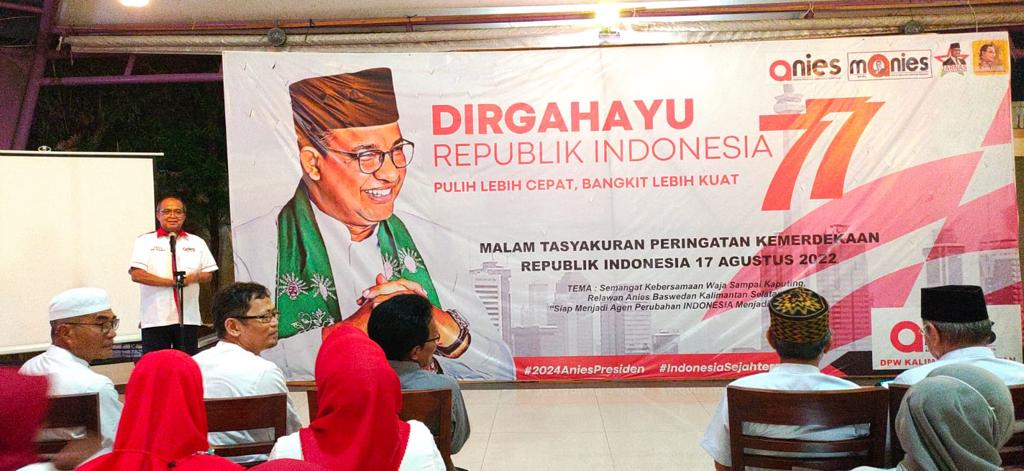 anies manies
DIRGAHAYU
REPUBLIK INDONESIA 77
PULIH LEBIH CEPAT, BANGKIT LEBIH KUAT
MALAM TASYAKURAN PERINGATAN KEMERDEKAAN
REPUBLIK INDONESIA 17 AGUSTUS 2022
TEMA : Semangat Kebersamaan Waja Sampai Kaputing,
Relawan Anies Baswedan Kalimantan
"Siap Menjadi Agen Perubahan INDONESIA
anies
#2024AniesPresiden
DPW